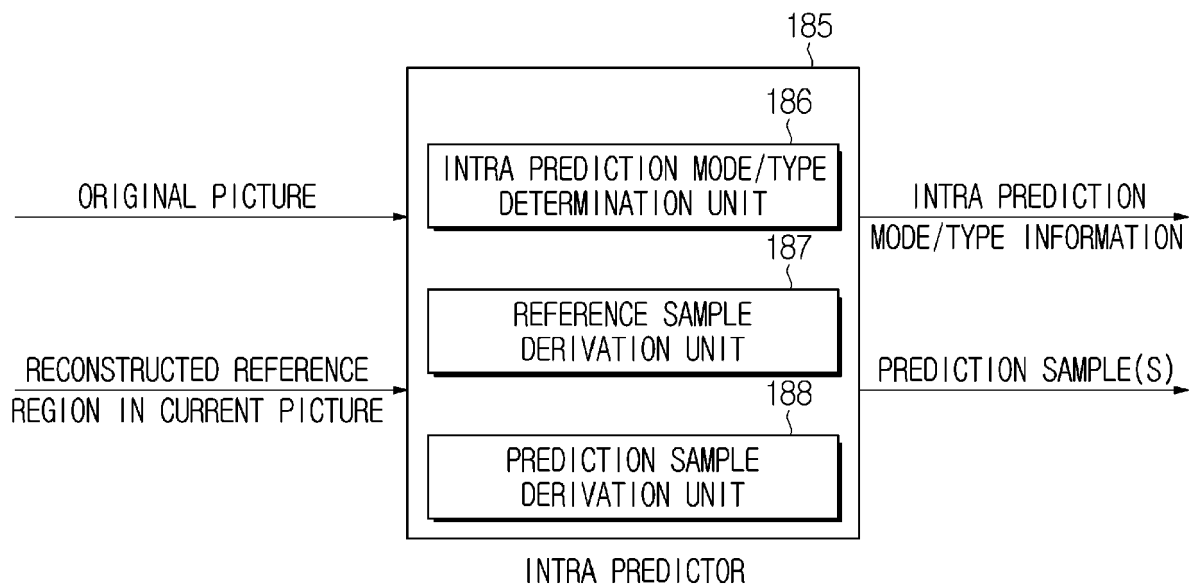 185
186
INTRA PREDICTION MODE/TYPE
DETERMINATION UNIT
ORIGINAL PICTURE
INTRA PREDICTION
MODE/TYPE INFORMATION
187
REFERENCE SAMPLE
DERIVATION UNIT
RECONSTRUCTED REFERENCE
REGION IN CURRENT PICTURE
PREDICTION SAMPLE(S)
188
PREDICTION SAMPLE
DERIVATION UNIT
INTRA PREDICTOR